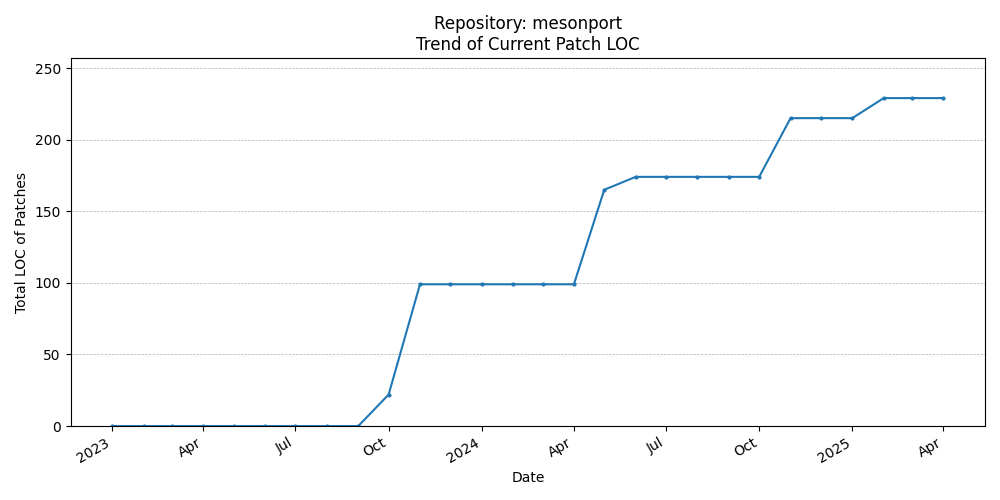 Repository: mesonport
Trend of Current Patch LOC
Total LOC of Patches
250
200
150
100
50
0
2023
Apr
Jul
Oct
2024
Apr
Jul
Oct
2025
Apr
Date